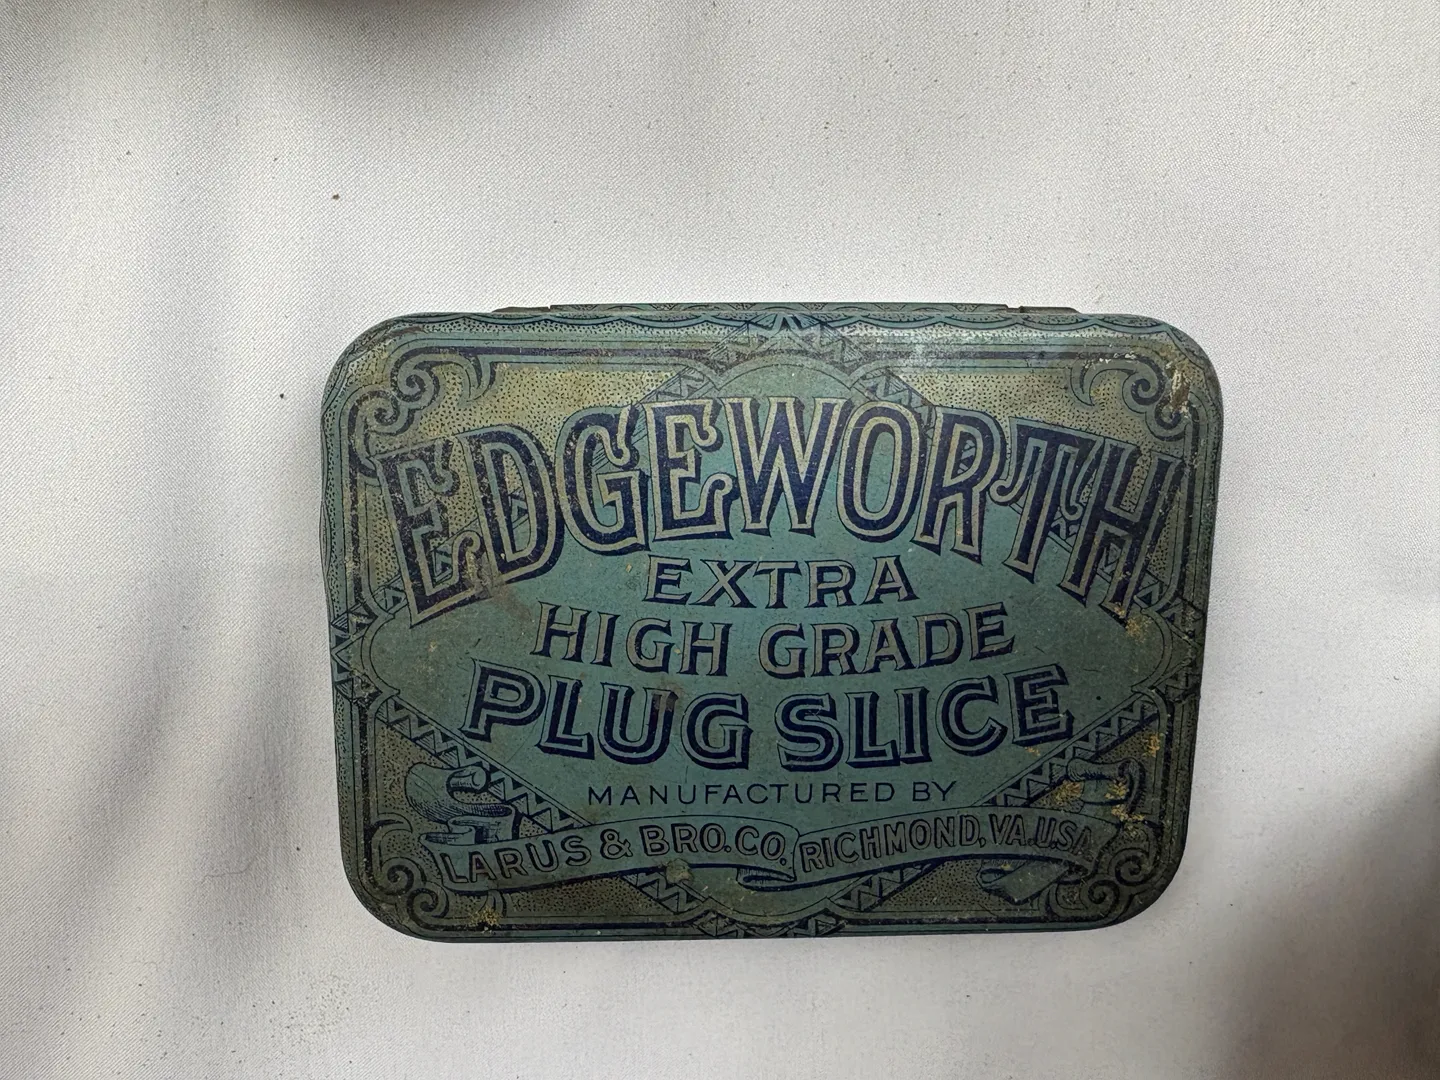 EDGEWORTH
EXTRA
HIGH GRADE
PLUG SLICE
MANUFACTURED BY
LARUS & BRO. CO. RICHMOND, VA. U.S.A.